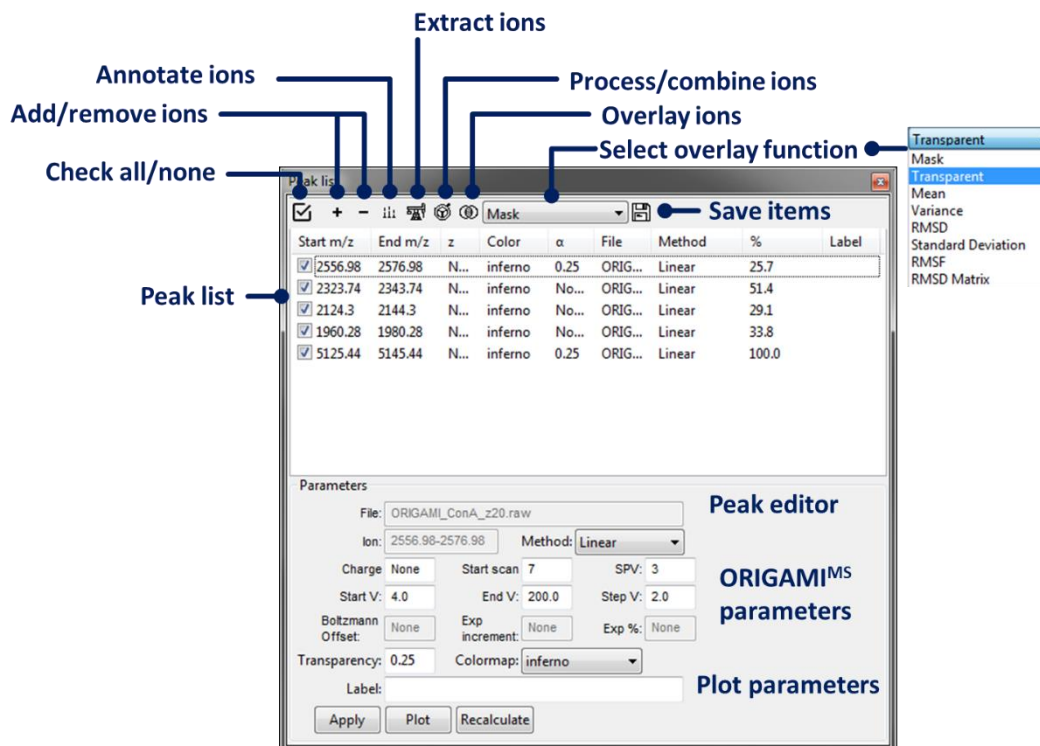 Extract ions
Annotate ions
Process/combine ions
Add/remove ions
Overlay ions
Select overlay function
Check all/none
Transparent
Mask
Transparent
Mean
Variance
RMSD
Standard Deviation
RMSF
RMSD Matrix
Peak list
Mask
Save items
Start m/z End m/z z Color α File Method % Label
2556.98 2576.98 N... inferno 0.25 ORIG... Linear 25.7
2323.74 2343.74 N... inferno No... ORIG... Linear 51.4
2124.3 2144.3 N... inferno No... ORIG... Linear 29.1
1960.28 1980.28 N... inferno No... ORIG... Linear 33.8
5125.44 5145.44 N... inferno 0.25 ORIG... Linear 100.0
Peak list
Parameters
File: ORIGAMI_ConA_z20.raw
Peak editor
Ion: 2556.98-2576.98 Method: Linear
Charge None Start scan 7 SPV: 3
ORIGAMIᴹˢ
parameters
Start V: 4.0 End V: 200.0 Step V: 2.0
Boltzmann
Offset: None Exp
increment: None Exp %: None
Transparency: 0.25 Colormap: inferno
Label:
Plot parameters
Apply Plot Recalculate